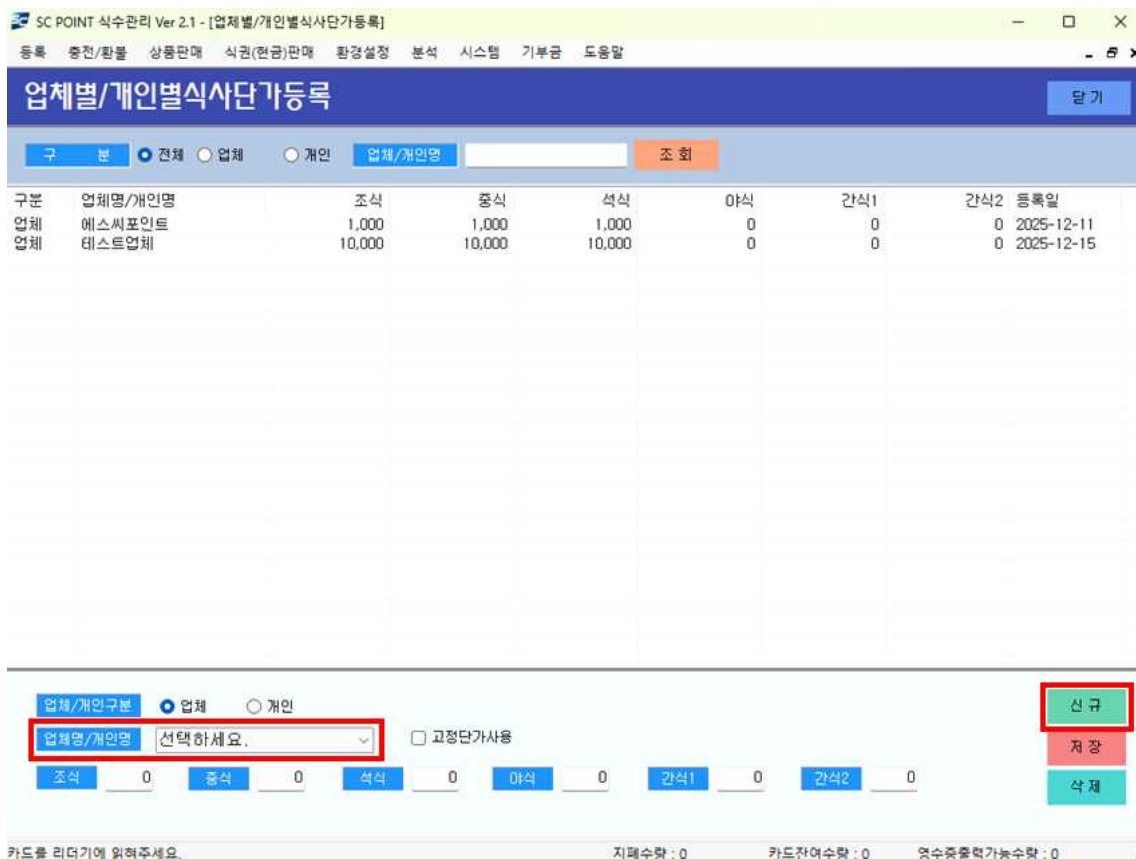 SC POINT 식수관리 Ver 2.1 - [업체별/개인별식사단가등록]
등록 충전/환불 상품판매 식권(현금)판매 환경설정 분석 시스템 기부금 도움말
업체별/개인별식사단가등록 닫기
구 분 전체 업체 개인 업체/개인명 조 회
구분 업체명/개인명 조식 중식 석식 야식 간식1 간식2 등록일
업체 에스씨포인트 1,000 1,000 1,000 0 0 0 2025-12-11
업체 테스트업체 10,000 10,000 10,000 0 0 0 2025-12-15
업체/개인구분 업체 개인 신 규
업체명/개인명 선택하세요. 고정단가사용 저 장
조식 0 중식 0 석식 0 야식 0 간식1 0 간식2 0 삭 제
카드를 리더기에 읽혀주세요. 지폐수량 : 0 카드잔여수량 : 0 영수증출력가능수량 : 0